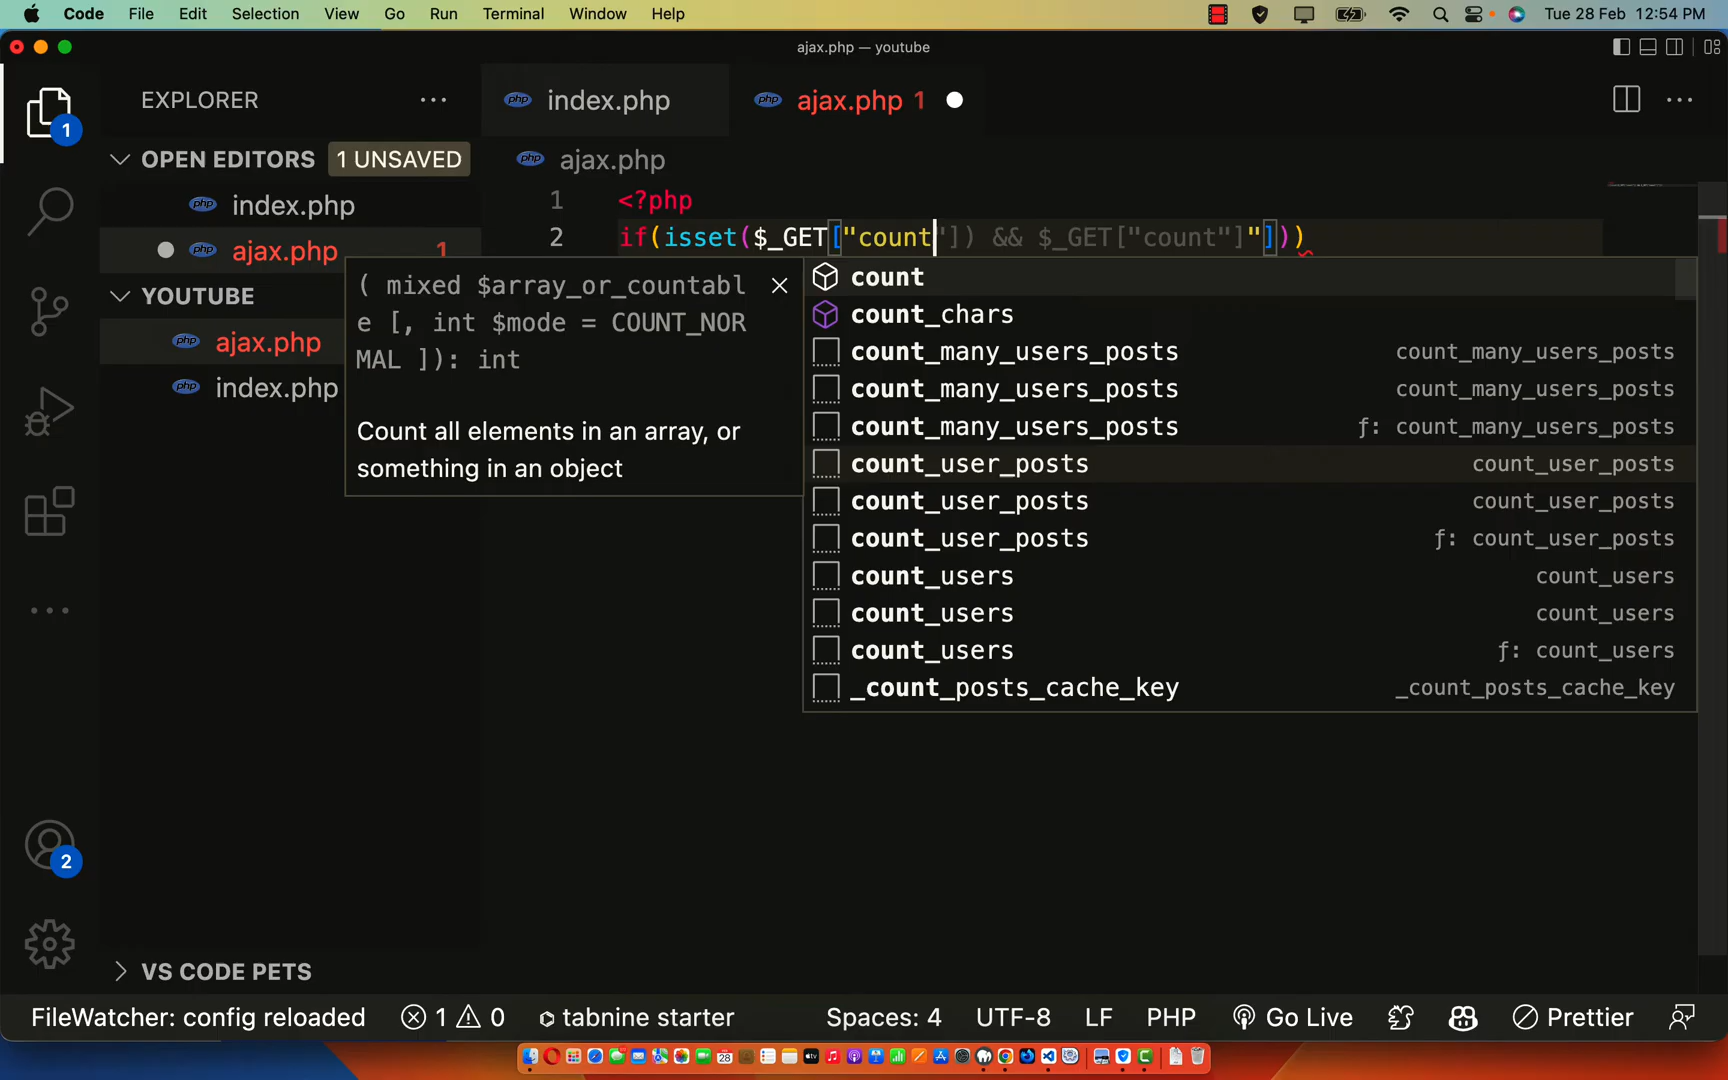 Code File Edit Selection View Go Run Terminal Window Help Tue 28 Feb 12:54 PM
ajax.php — youtube
EXPLORER ···
index.php
ajax.php 1
OPEN EDITORS 1 UNSAVED
index.php
ajax.php 1
YOUTUBE
ajax.php
index.php
ajax.php
1 <?php
2 if(isset($_GET["count"]) && $_GET["count"]"]))
( mixed $array_or_countabl
e [, int $mode = COUNT_NOR
MAL ]): int
Count all elements in an array, or
something in an object
count
count_chars
count_many_users_posts count_many_users_posts
count_many_users_posts count_many_users_posts
count_many_users_posts ƒ: count_many_users_posts
count_user_posts count_user_posts
count_user_posts count_user_posts
count_user_posts ƒ: count_user_posts
count_users count_users
count_users count_users
count_users ƒ: count_users
_count_posts_cache_key _count_posts_cache_key
1
2
VS CODE PETS
FileWatcher: config reloaded 1 0 tabnine starter Spaces: 4 UTF-8 LF PHP Go Live Prettier
28